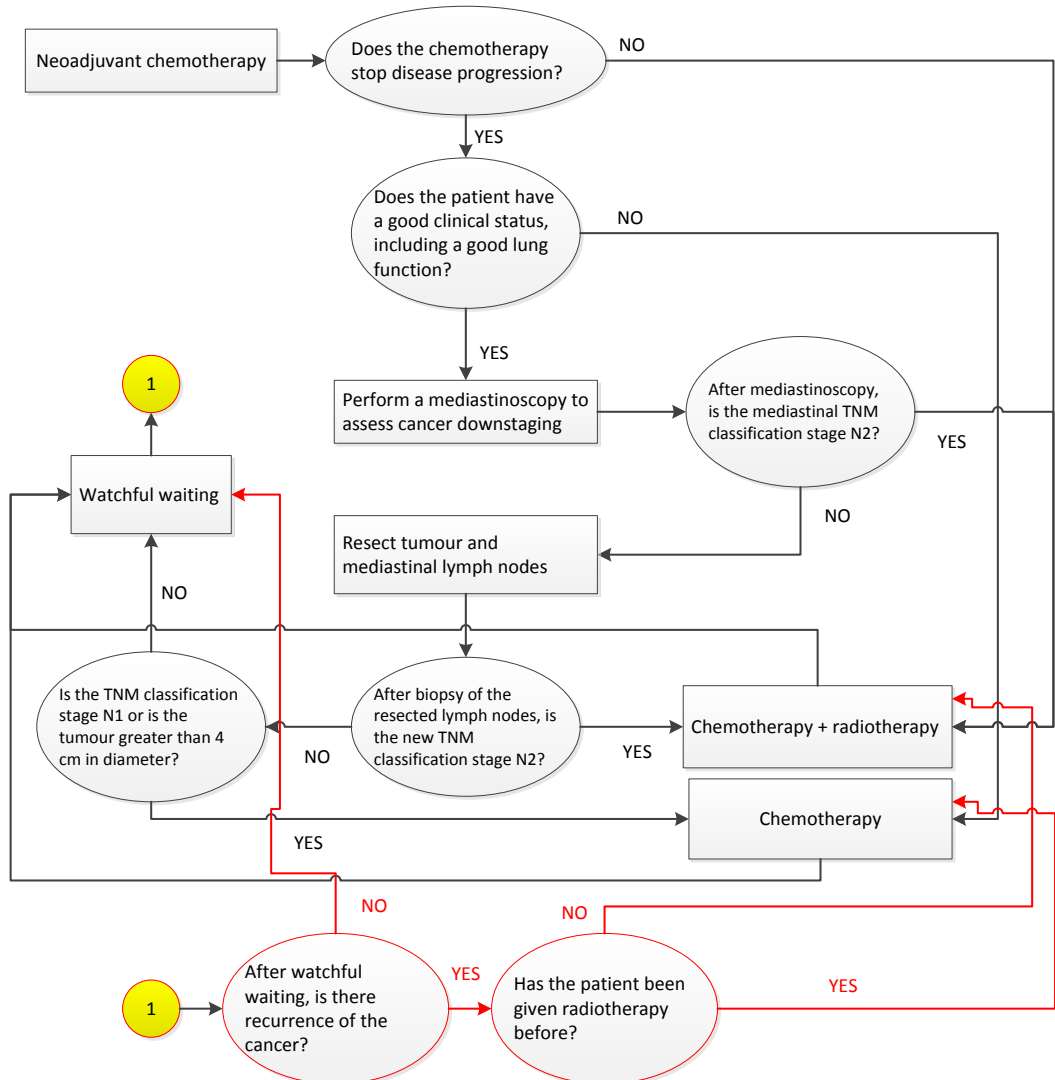 Neoadjuvant chemotherapy
Does the chemotherapy
stop disease progression?
NO
YES
Does the patient have
a good clinical status,
including a good lung
function?
NO
YES
1
Perform a mediastinoscopy to
assess cancer downstaging
After mediastinoscopy,
is the mediastinal TNM
classification stage N2?
YES
NO
Watchful waiting
Resect tumour and
mediastinal lymph nodes
NO
Is the TNM classification
stage N1 or is the
tumour greater than 4
cm in diameter?
NO
After biopsy of the
resected lymph nodes, is
the new TNM
classification stage N2?
YES
Chemotherapy + radiotherapy
YES
Chemotherapy
NO
NO
1
After watchful
waiting, is there
recurrence of the
cancer?
YES
Has the patient been
given radiotherapy
before?
YES